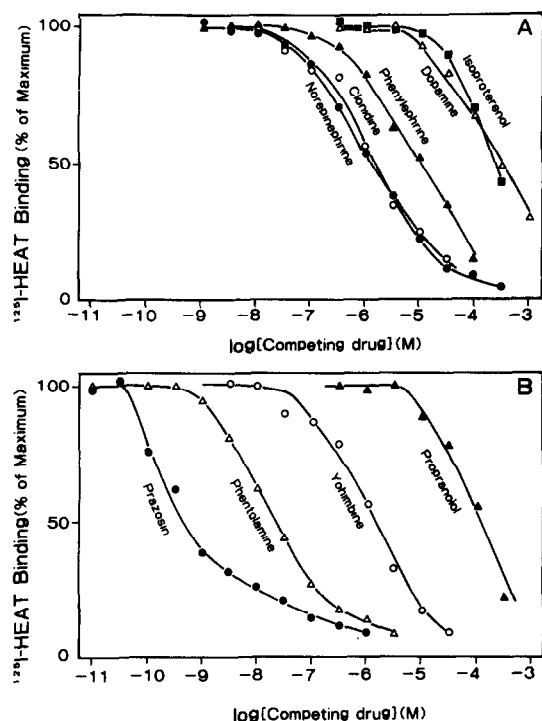 A
¹²⁵I-HEAT Binding (% of Maximum)
100
50
0
Norepinephrine
Clonidine
Phenylephrine
Dopamine
Isoproterenol
-11 -10 -9 -8 -7 -6 -5 -4 -3
log[Competing drug] (M)
B
¹²⁵I-HEAT Binding (% of Maximum)
100
50
0
Prazosin
Phentolamine
Yohimbine
Propranolol
-11 -10 -9 -8 -7 -6 -5 -4 -3
log[Competing drug] (M)